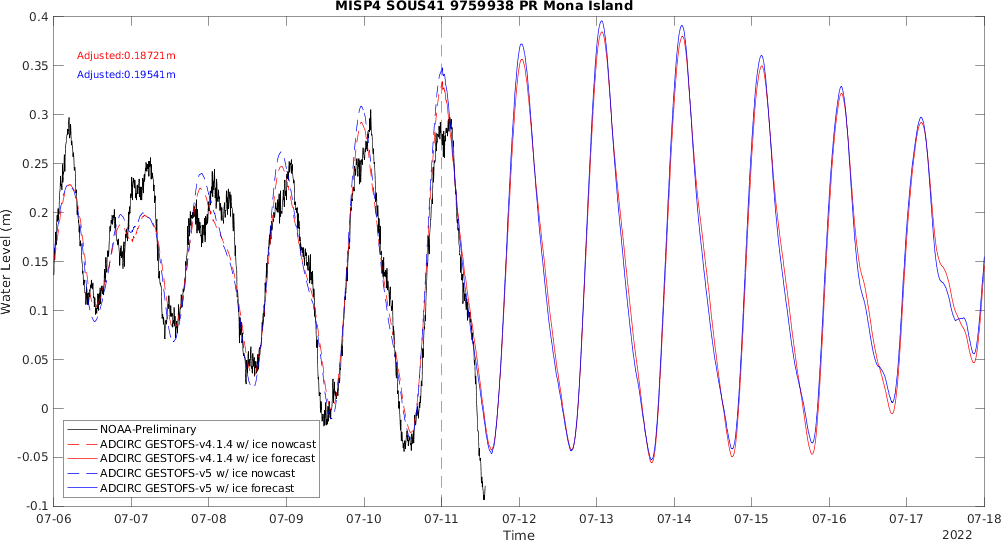 MISP4 SOUS41 9759938 PR Mona Island
0.4
0.35
0.3
0.25
0.2
0.15
0.1
0.05
0
-0.05
-0.1
Water Level (m)
Adjusted:0.18721m
Adjusted:0.19541m
NOAA-Preliminary
ADCIRC GESTOFS-v4.1.4 w/ ice nowcast
ADCIRC GESTOFS-v4.1.4 w/ ice forecast
ADCIRC GESTOFS-v5 w/ ice nowcast
ADCIRC GESTOFS-v5 w/ ice forecast
07-06 07-07 07-08 07-09 07-10 07-11 07-12 07-13 07-14 07-15 07-16 07-17 07-18
Time
2022